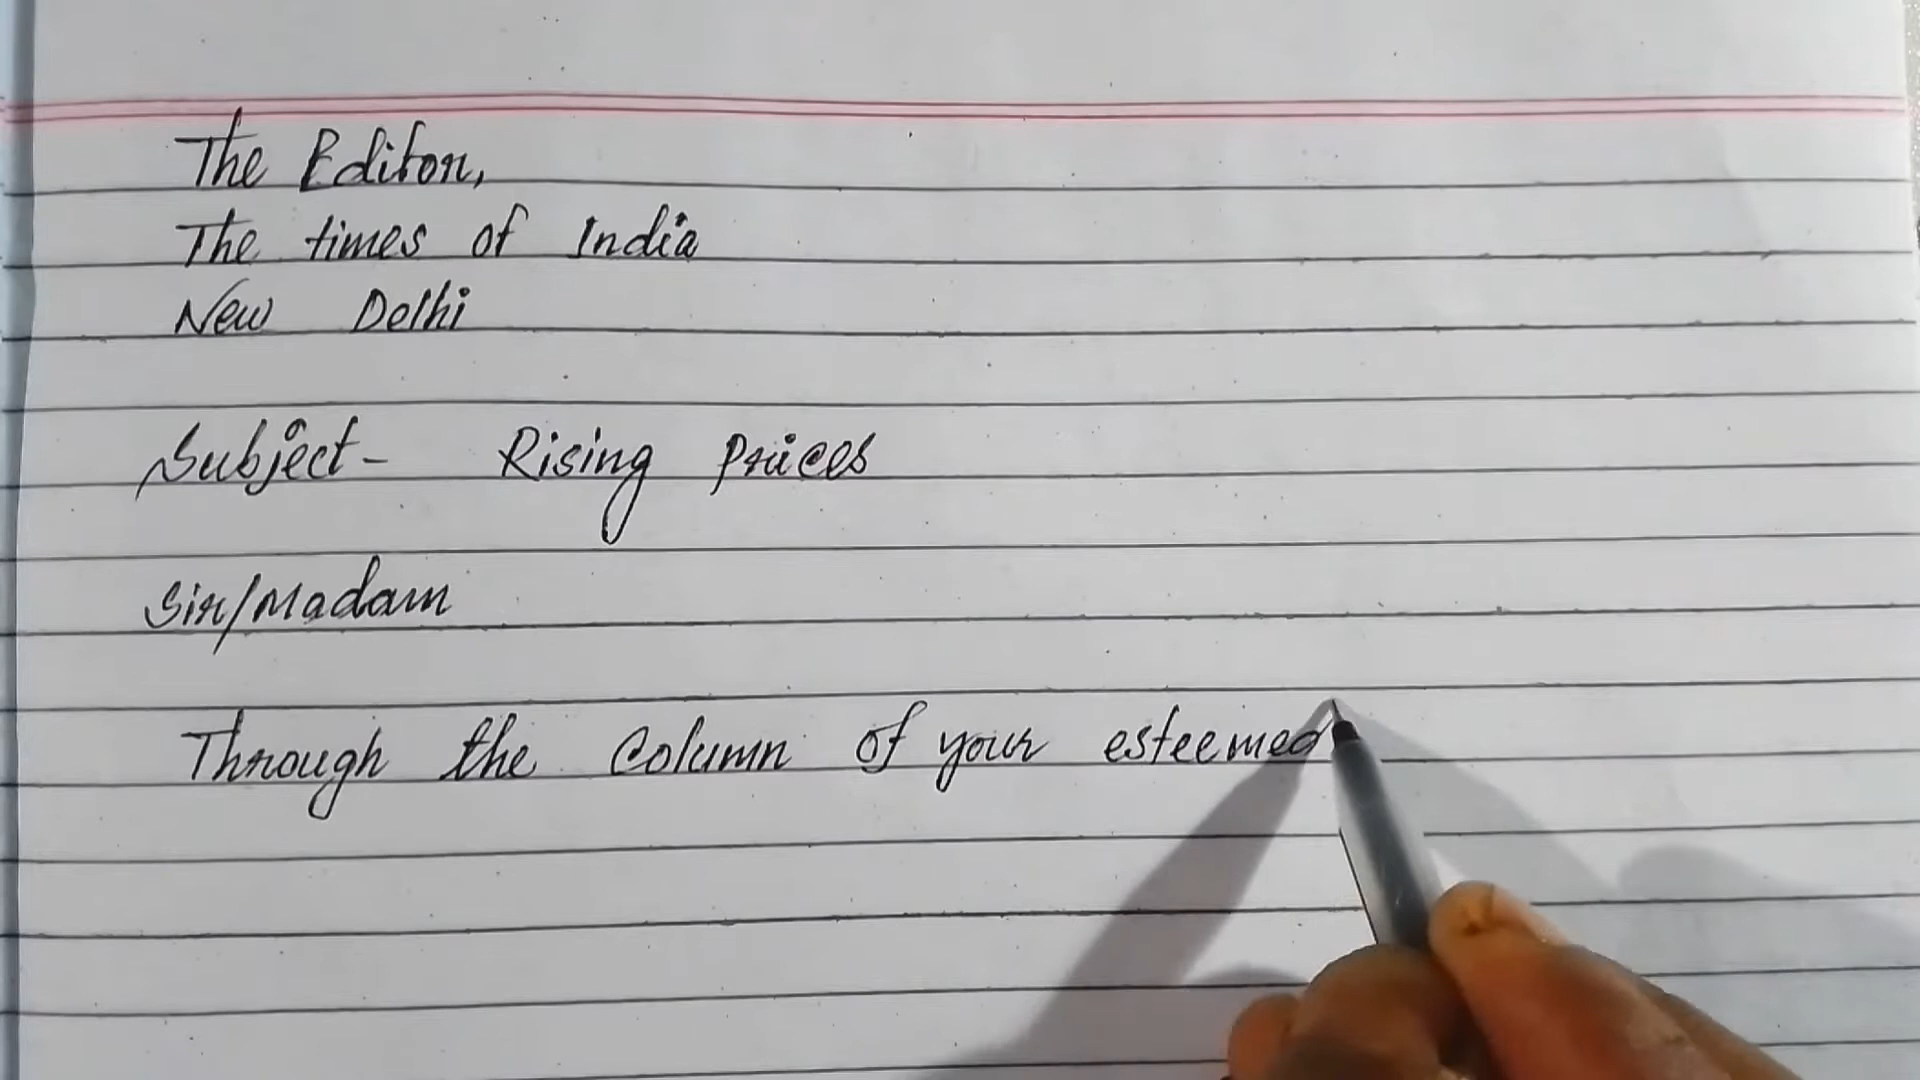 The Editor,
The times of India
New Delhi
Subject- Rising Prices
Sir/Madam
Through the Column of your esteemed